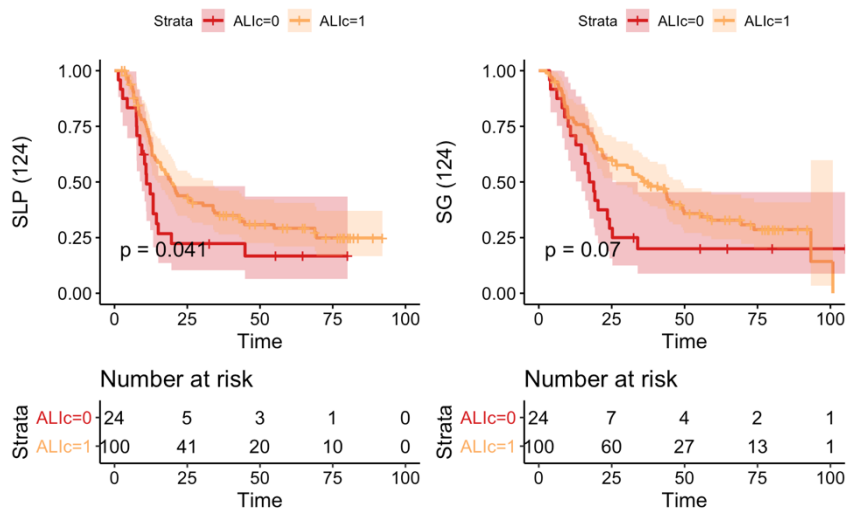 Strata ALIc=0 ALIc=1
SLP (124)
1.00
0.75
0.50
0.25
0.00
p = 0.041
0 25 50 75 100
Time
Number at risk
Strata
ALIc=0 24 5 3 1 0
ALIc=1 100 41 20 10 0
0 25 50 75 100
Time
Strata ALIc=0 ALIc=1
SG (124)
1.00
0.75
0.50
0.25
0.00
p = 0.07
0 25 50 75 100
Time
Number at risk
Strata
ALIc=0 24 7 4 2 1
ALIc=1 100 60 27 13 1
0 25 50 75 100
Time